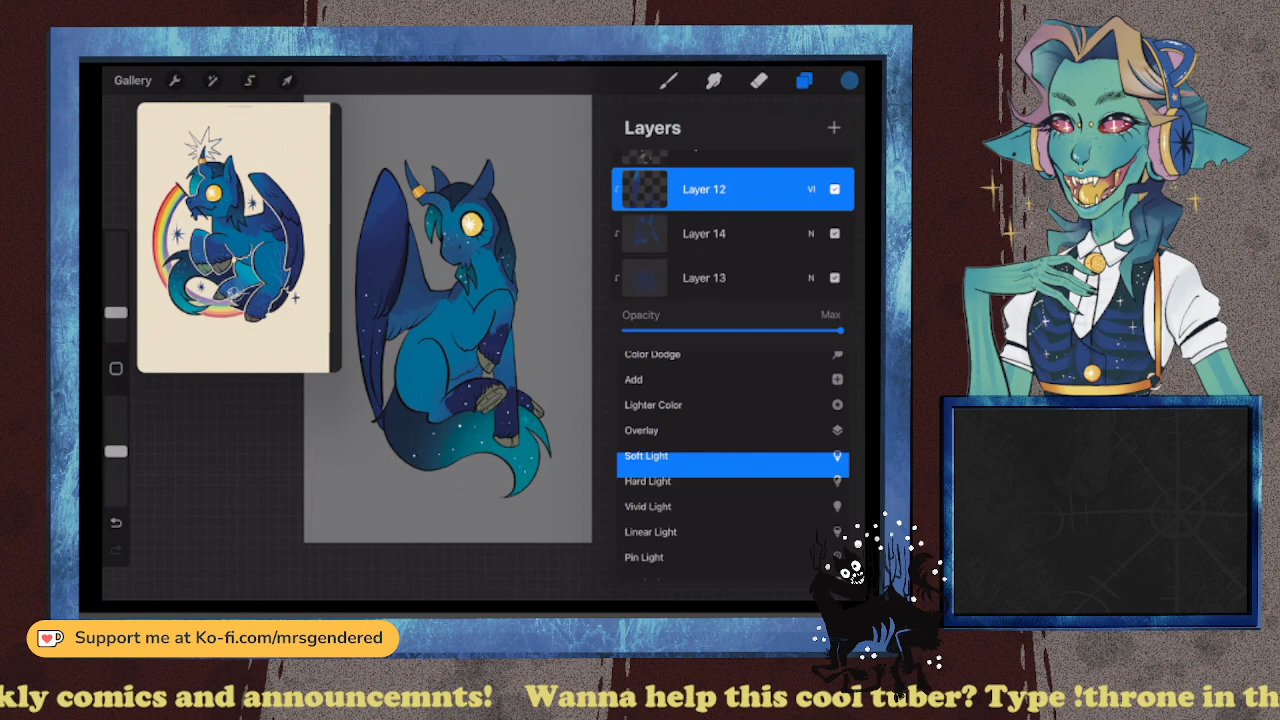 Gallery
Layers
Layer 12 VI
Layer 14 N
Layer 13 N
Opacity Max
Color Dodge
Add
Lighter Color
Overlay
Soft Light
Hard Light
Vivid Light
Linear Light
Pin Light
Support me at Ko-fi.com/mrsgendered
kly comics and announcemnts! Wanna help this cool tuber? Type !throne in th